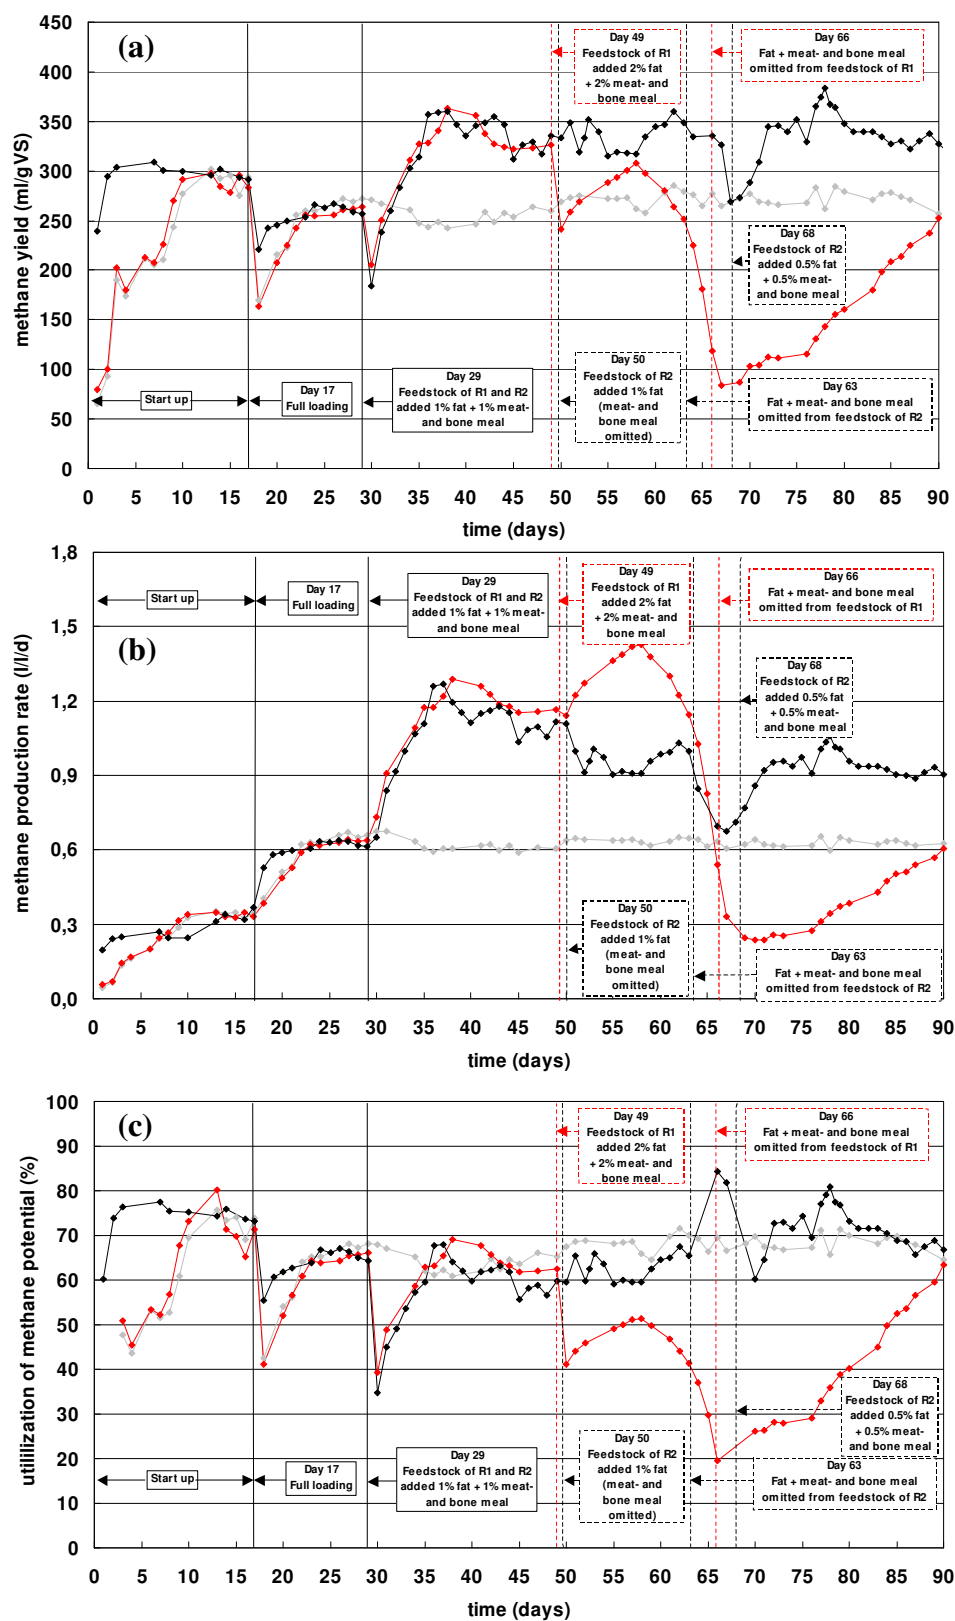 450
400
350
300
250
200
150
100
50
0
methane yield (ml/gVS)
(a)
Day 49
Feedstock of R1
added 2% fat
+ 2% meat- and
bone meal
Day 66
Fat + meat- and bone meal
omitted from feedstock of R1
Day 68
Feedstock of R2
added 0.5% fat
+ 0.5% meat-
and bone meal
Start up
Day 17
Full loading
Day 29
Feedstock of R1 and R2
added 1% fat + 1% meat-
and bone meal
Day 50
Feedstock of R2
added 1% fat
(meat- and
bone meal
omitted)
Day 63
Fat + meat- and bone meal
omitted from feedstock of R2
0 5 10 15 20 25 30 35 40 45 50 55 60 65 70 75 80 85 90
time (days)
1,8
1,5
1,2
0,9
0,6
0,3
0,0
methane production rate (l/l/d)
(b)
Start up
Day 17
Full loading
Day 29
Feedstock of R1 and R2
added 1% fat + 1% meat-
and bone meal
Day 49
Feedstock of R1
added 2% fat
+ 2% meat- and
bone meal
Day 66
Fat + meat- and bone meal
omitted from feedstock of R1
Day 68
Feedstock of R2
added 0.5% fat
+ 0.5% meat-
and bone meal
Day 50
Feedstock of R2
added 1% fat
(meat- and
bone meal
omitted)
Day 63
Fat + meat- and bone meal
omitted from feedstock of R2
0 5 10 15 20 25 30 35 40 45 50 55 60 65 70 75 80 85 90
time (days)
100
90
80
70
60
50
40
30
20
10
0
utililization of methane potential (%)
(c)
Day 49
Feedstock of R1
added 2% fat
+ 2% meat- and
bone meal
Day 66
Fat + meat- and bone meal
omitted from feedstock of R1
Day 68
Feedstock of R2
added 0.5% fat
+ 0.5% meat-
and bone meal
Start up
Day 17
Full loading
Day 29
Feedstock of R1 and R2
added 1% fat + 1% meat-
and bone meal
Day 50
Feedstock of R2
added 1% fat
(meat- and
bone meal
omitted)
Day 63
Fat + meat- and bone meal
omitted from feedstock of R2
0 5 10 15 20 25 30 35 40 45 50 55 60 65 70 75 80 85 90
time (days)